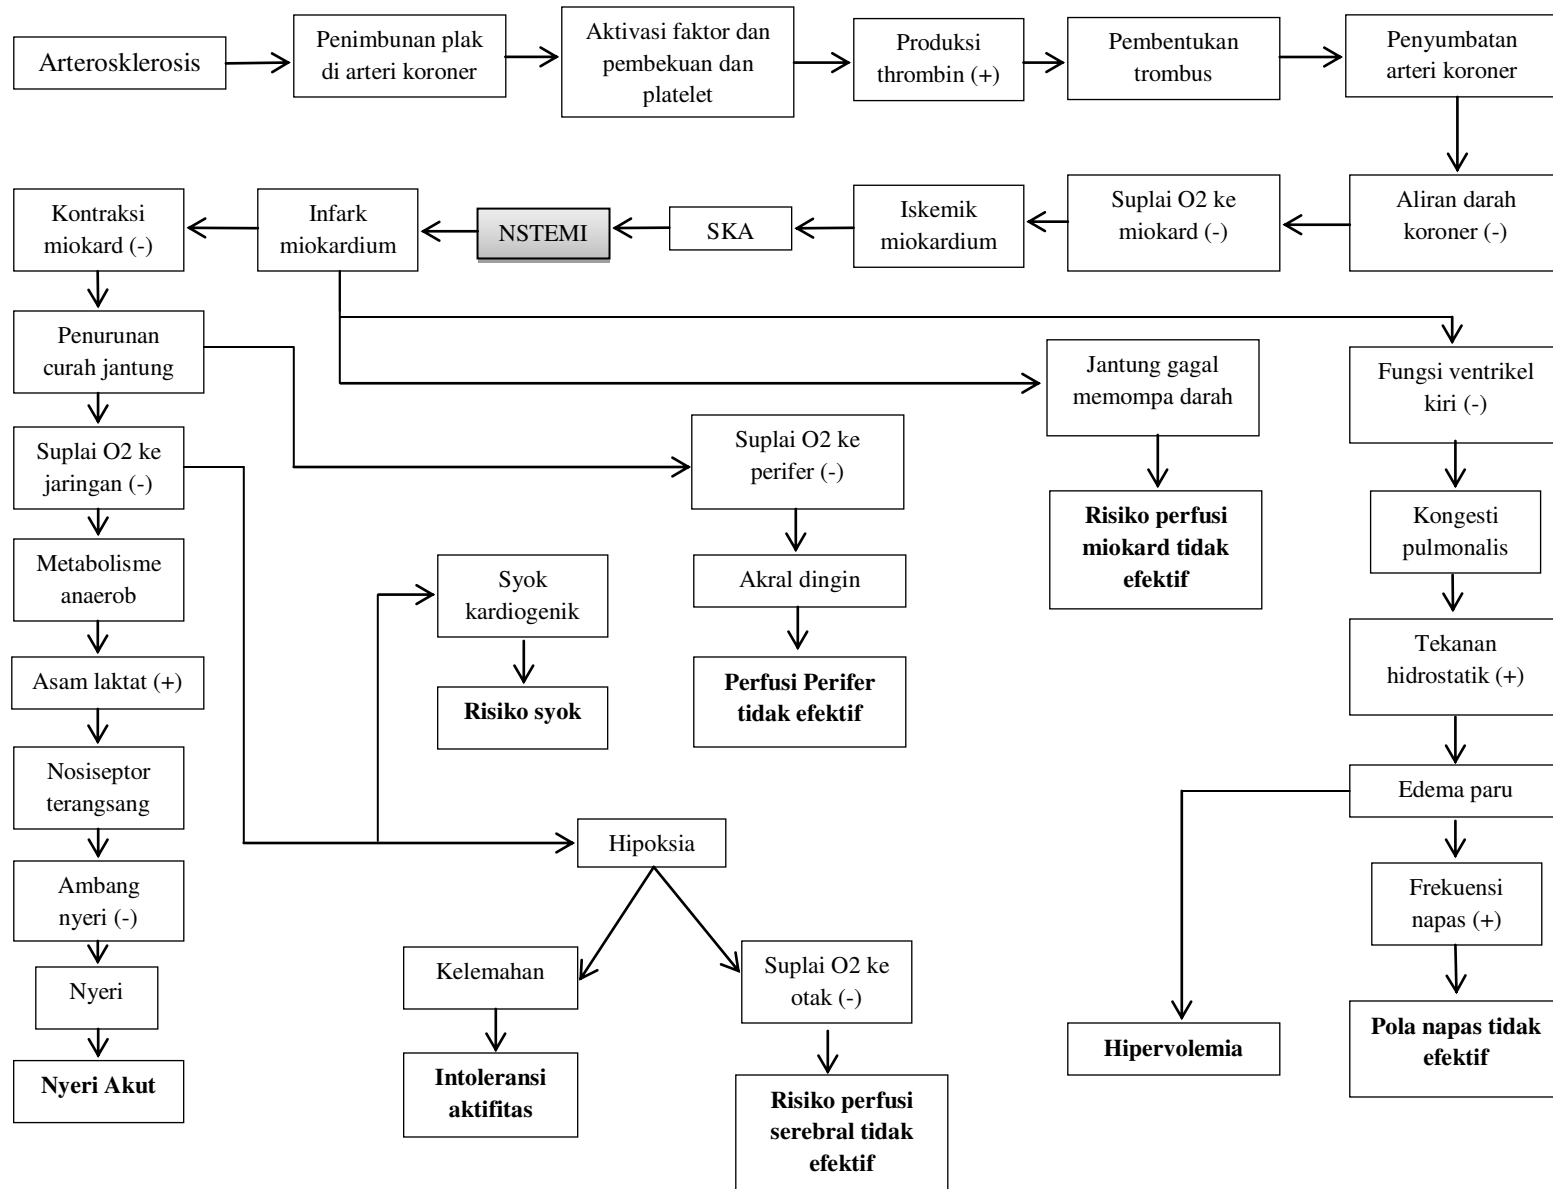 Arterosklerosis
Penimbunan plak
di arteri koroner
Aktivasi faktor dan
pembekuan dan
platelet
Produksi
thrombin (+)
Pembentukan
trombus
Penyumbatan
arteri koroner
Kontraksi
miokard (-)
Infark
miokardium
NSTEMI
SKA
Iskemik
miokardium
Suplai O2 ke
miokard (-)
Aliran darah
koroner (-)
Penurunan
curah jantung
Jantung gagal
memompa darah
Fungsi ventrikel
kiri (-)
Suplai O2 ke
jaringan (-)
Suplai O2 ke
perifer (-)
Risiko perfusi
miokard tidak
efektif
Kongesti
pulmonalis
Metabolisme
anaerob
Syok
kardiogenik
Akral dingin
Tekanan
hidrostatik (+)
Asam laktat (+)
Risiko syok
Perfusi Perifer
tidak efektif
Nosiseptor
terangsang
Edema paru
Hipoksia
Ambang
nyeri (-)
Frekuensi
napas (+)
Kelemahan
Suplai O2 ke
otak (-)
Nyeri
Hipervolemia
Pola napas tidak
efektif
Nyeri Akut
Intoleransi
aktifitas
Risiko perfusi
serebral tidak
efektif